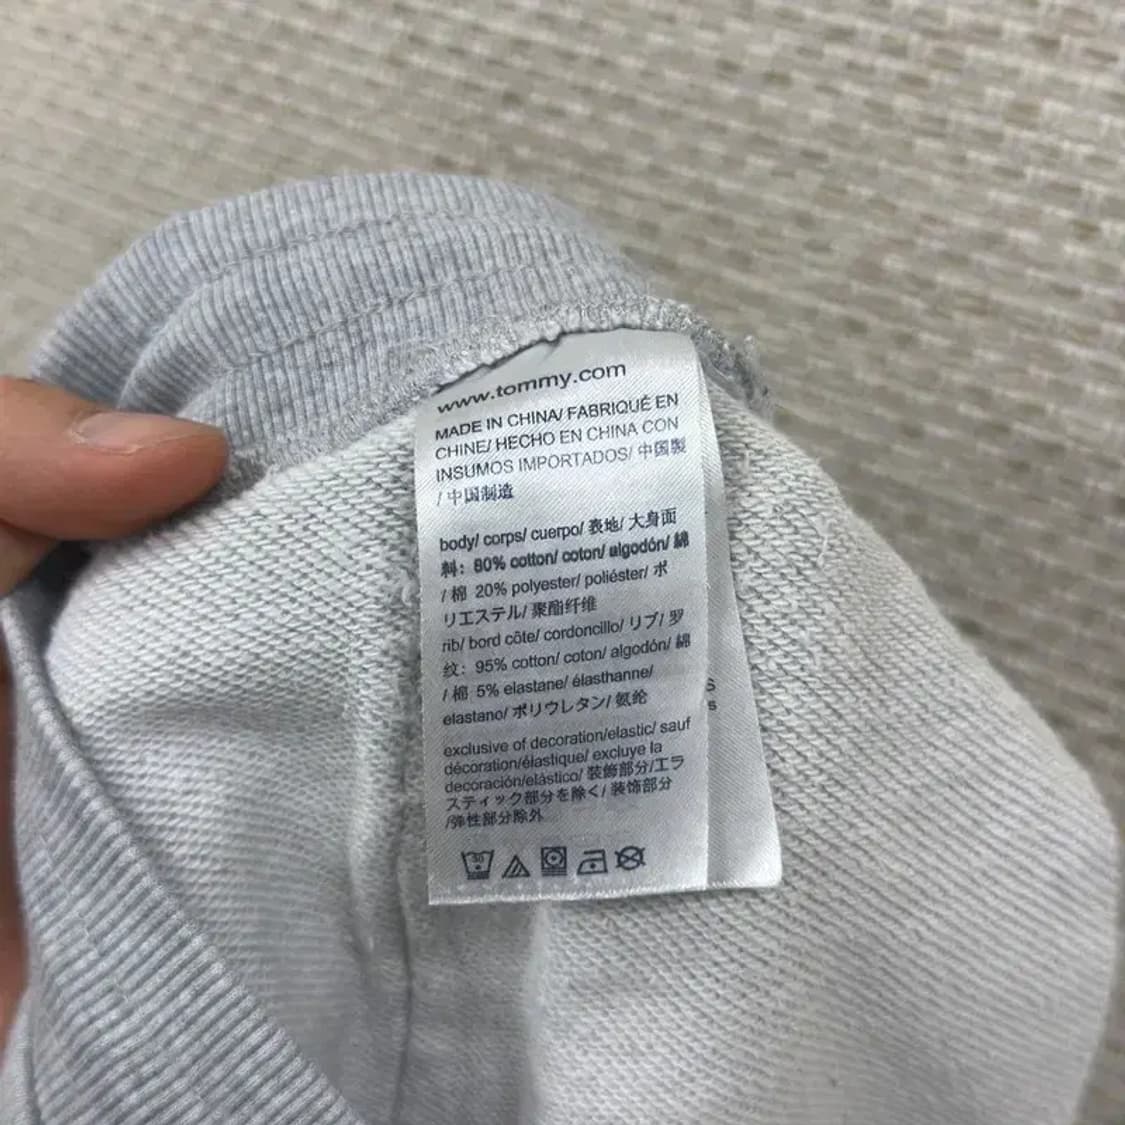 www.tommy.com
MADE IN CHINA/ FABRIQUÉ EN
CHINE/ HECHO EN CHINA CON
INSUMOS IMPORTADOS/ 中国製
/ 中国制造
body/ corps/ cuerpo/ 表地/ 大身面
料: 80% cotton/ coton/ algodón/ 綿
/ 棉 20% polyester/ poliéster/ ポ
リエステル/ 聚酯纤维
rib/ bord côte/ cordoncillo/ リブ/ 罗
纹: 95% cotton/ coton/ algodón/ 綿
/ 棉 5% elastane/ élasthanne/
elastano/ ポリウレタン/ 氨纶
exclusive of decoration/elastic/ sauf
décoration/élastique/ excluye la
decoración/elástico/ 装飾部分/エラ
スティック部分を除く/ 装饰部分
/弹性部分除外
30